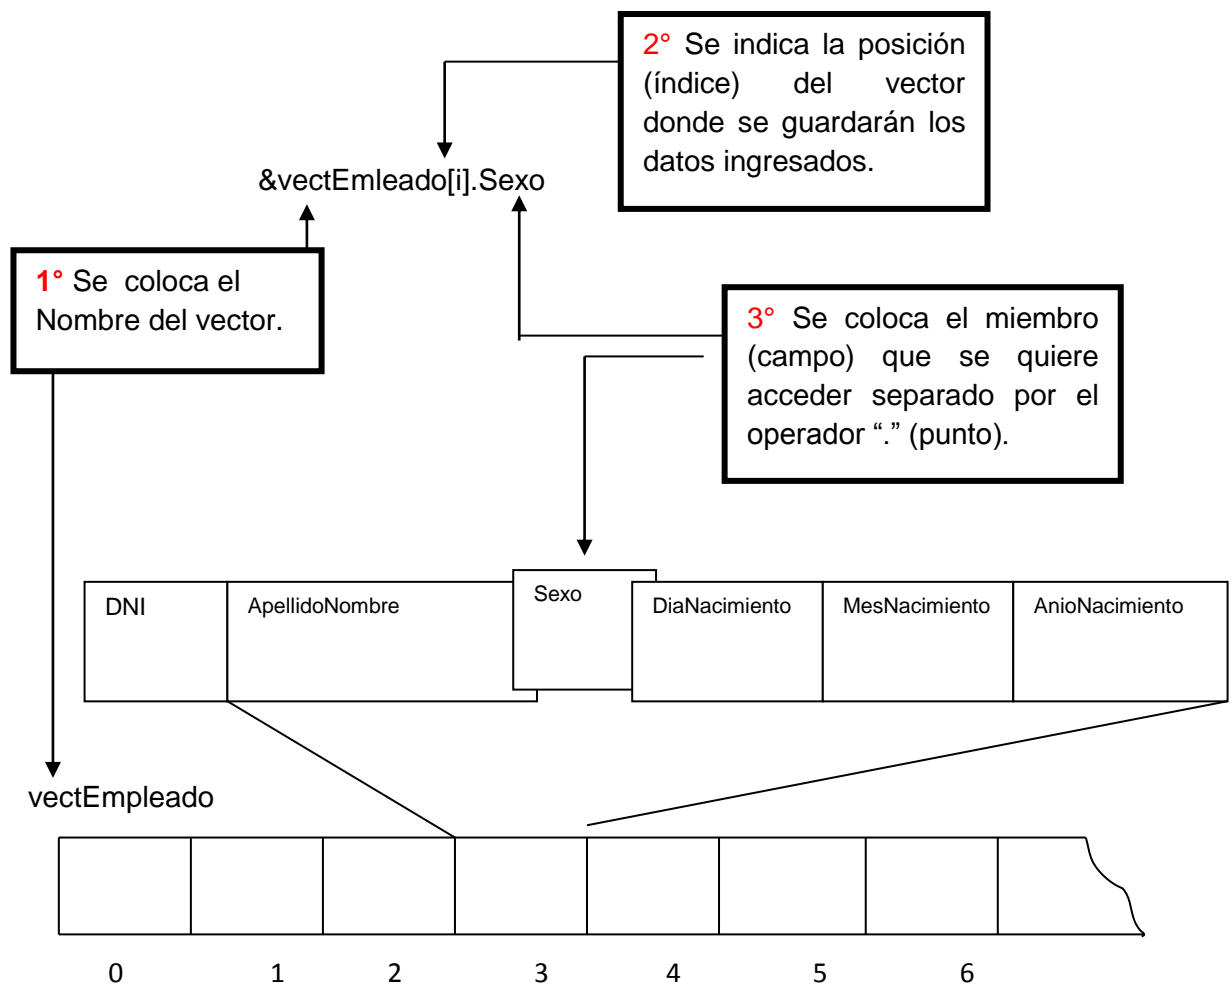 2° Se indica la posición
(índice) del vector
donde se guardarán los
datos ingresados.
&vectEmleado[i].Sexo
1° Se coloca el
Nombre del vector.
3° Se coloca el miembro
(campo) que se quiere
acceder separado por el
operador “.” (punto).
DNI
ApellidoNombre
Sexo
DiaNacimiento
MesNacimiento
AnioNacimiento
vectEmpleado
0 1 2 3 4 5 6